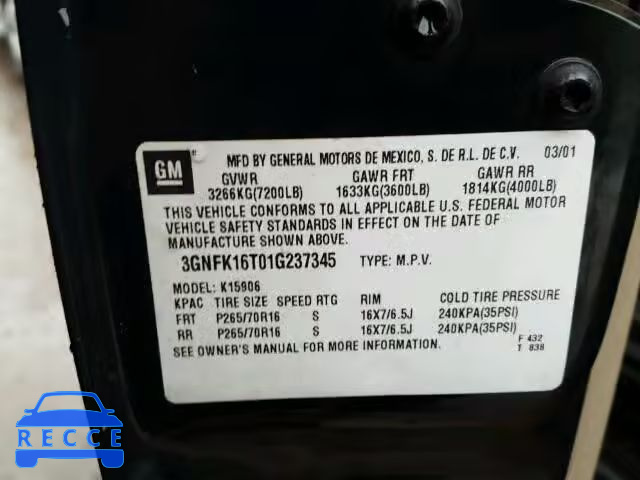 GM ®
MFD BY GENERAL MOTORS DE MEXICO, S. DE R.L. DE C.V. 03/01
GVWR GAWR FRT GAWR RR
3266KG(7200LB) 1633KG(3600LB) 1814KG(4000LB)
THIS VEHICLE CONFORMS TO ALL APPLICABLE U.S. FEDERAL MOTOR
VEHICLE SAFETY STANDARDS IN EFFECT ON THE DATE OF
MANUFACTURE SHOWN ABOVE.
3GNFK16T01G237345 TYPE: M.P.V.
MODEL: K15906
KPAC TIRE SIZE SPEED RTG RIM COLD TIRE PRESSURE
FRT P265/70R16 S 16X7/6.5J 240KPA(35PSI)
RR P265/70R16 S 16X7/6.5J 240KPA(35PSI)
SEE OWNER'S MANUAL FOR MORE INFORMATION.
F 432
T 838
RECCE